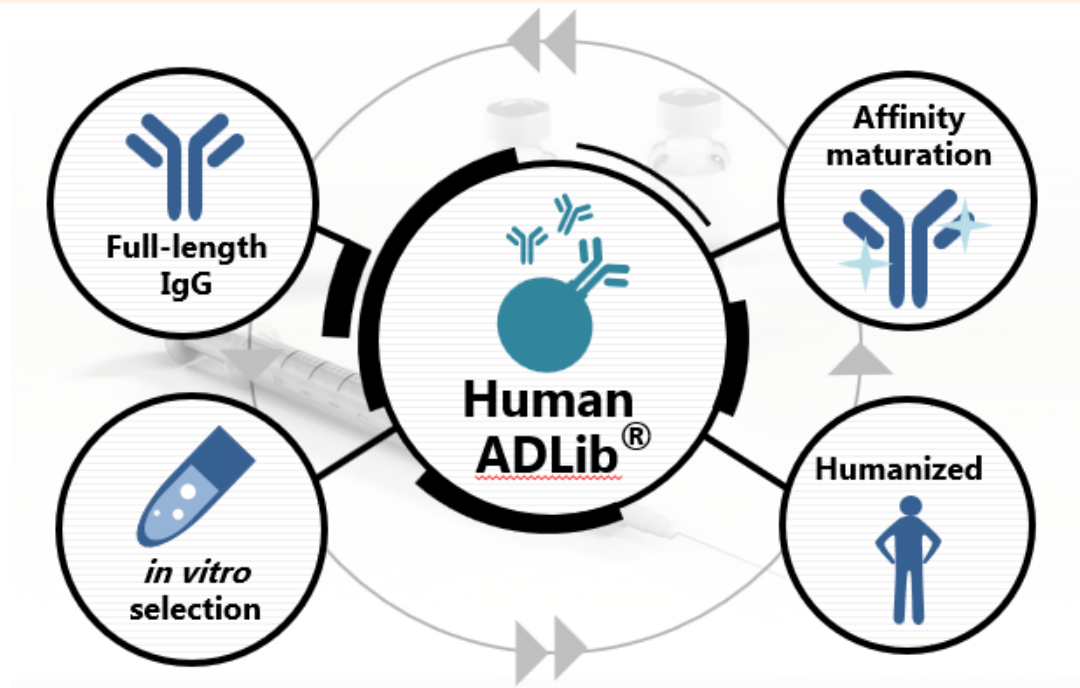 Full-length
IgG
Affinity
maturation
Human
ADLib®
in vitro
selection
Humanized